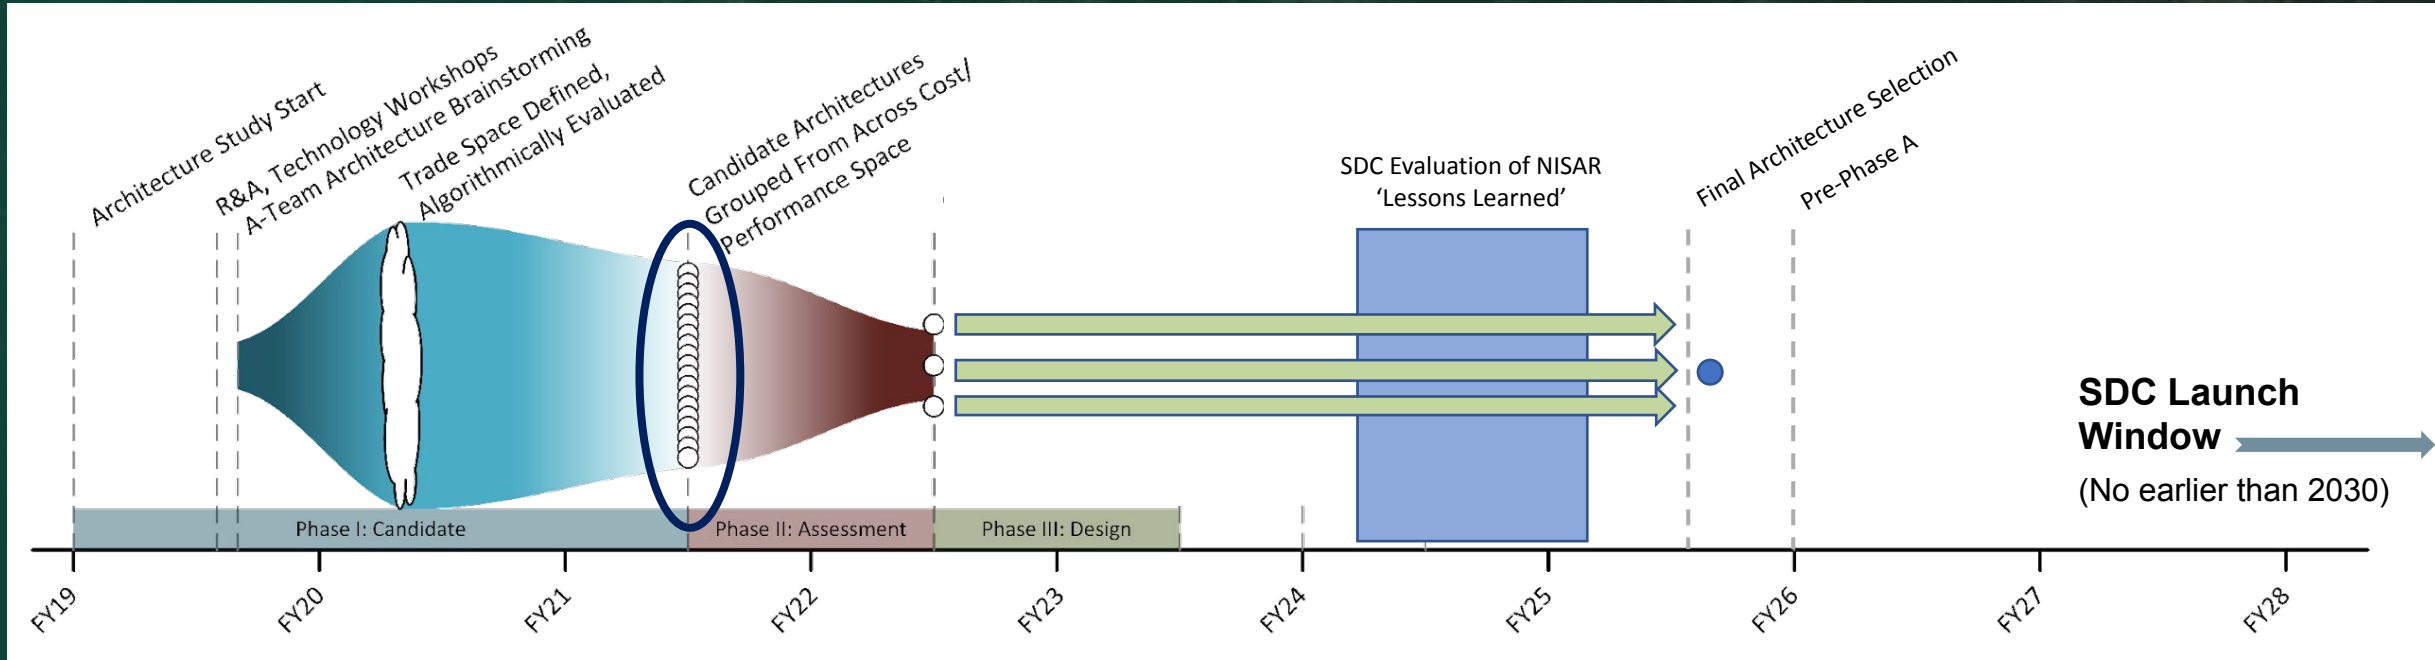 Architecture Study Start
R&A, Technology Workshops
A-Team Architecture Brainstorming
Trade Space Defined,
Algorithmically Evaluated
Candidate Architectures
Grouped From Across Cost/
Performance Space
SDC Evaluation of NISAR
‘Lessons Learned’
Final Architecture Selection
Pre-Phase A
SDC Launch
Window
(No earlier than 2030)
Phase I: Candidate
Phase II: Assessment
Phase III: Design
FY19
FY20
FY21
FY22
FY23
FY24
FY25
FY26
FY27
FY28